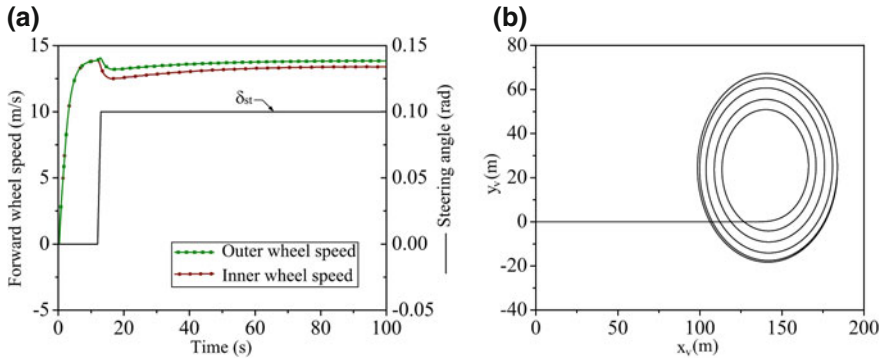 (a)
15
10
5
0
-5
0.15
0.10
0.05
0.00
-0.05
0
20
40
60
80
100
Forward wheel speed (m/s)
Steering angle (rad)
Time (s)
δst
Outer wheel speed
Inner wheel speed
(b)
80
60
40
20
0
-20
-40
0
50
100
150
200
yv(m)
xv(m)